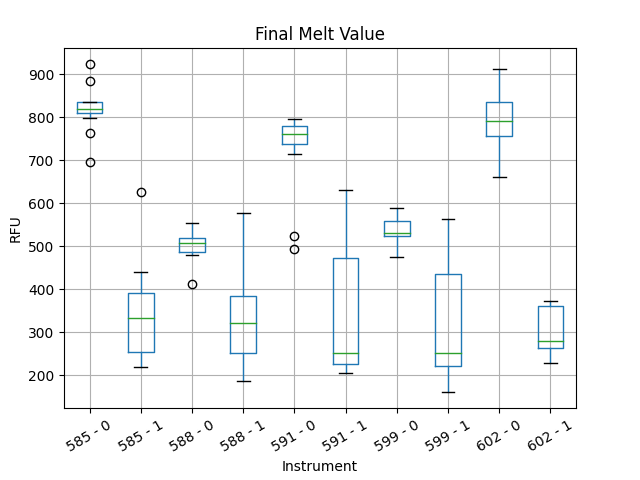 Final Melt Value
RFU
900
800
700
600
500
400
300
200
585 - 0
585 - 1
588 - 0
588 - 1
591 - 0
591 - 1
599 - 0
599 - 1
602 - 0
602 - 1
Instrument